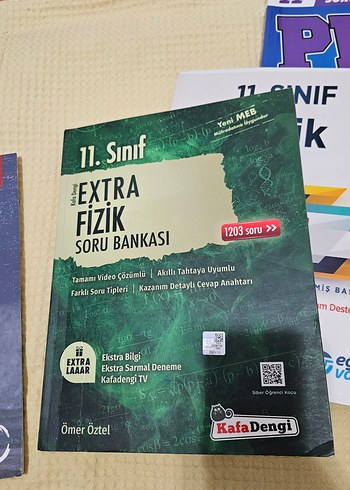 11. SINIF
Yeni MEB
Müfredatına Uygundur
11. Sınıf
Kafa Dengi
EXTRA
FİZİK
SORU BANKASI
1203 soru >>
Tamamı Video Çözümlü | Akıllı Tahtaya Uyumlu
Farklı Soru Tipleri | Kazanım Detaylı Cevap Anahtarı
EXTRA
LAAAR
Ekstra Bilgi
Ekstra Sarmal Deneme
Kafadengi TV
Siber Öğrenci Koçu
Ömer Öztel
KafaDengi